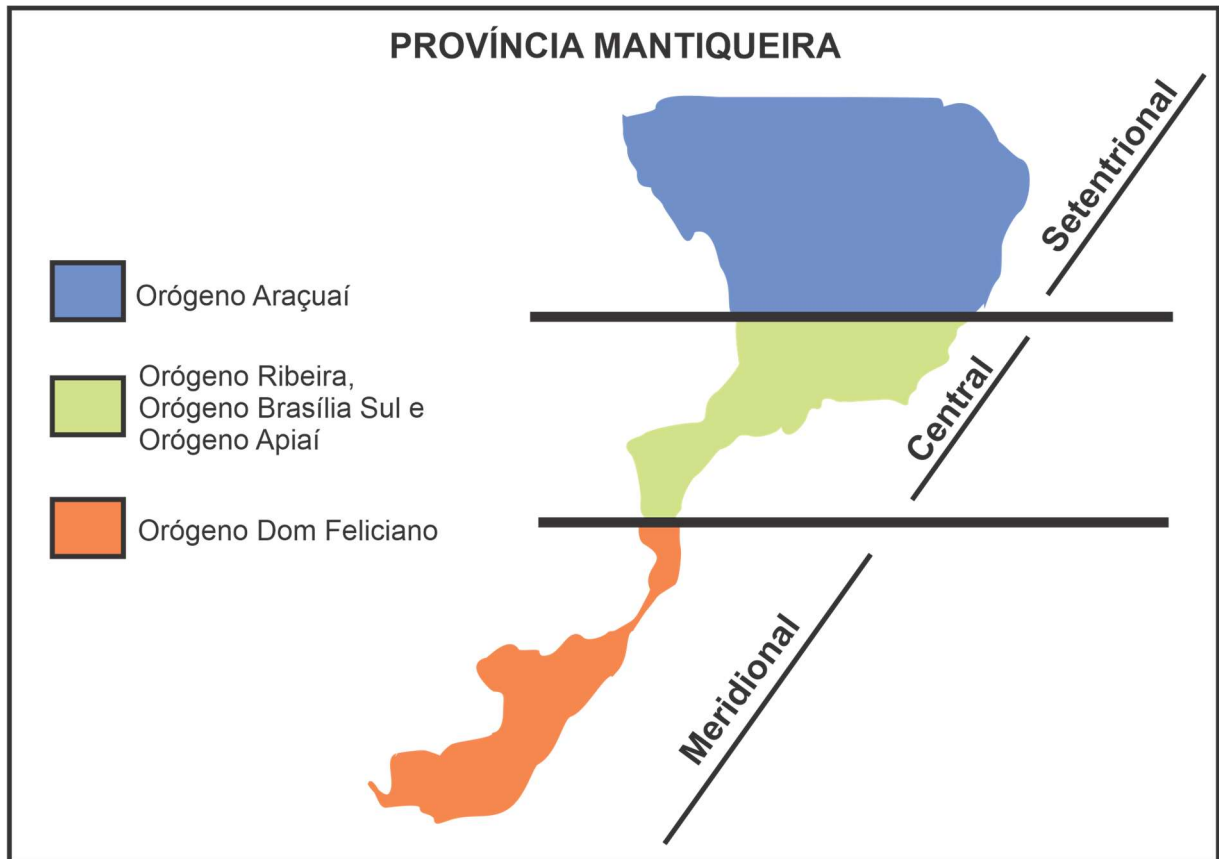 PROVÍNCIA MANTIQUEIRA
Setentrional
Orógeno Araçuaí
Orógeno Ribeira,
Orógeno Brasília Sul e
Orógeno Apiaí
Central
Orógeno Dom Feliciano
Meridional